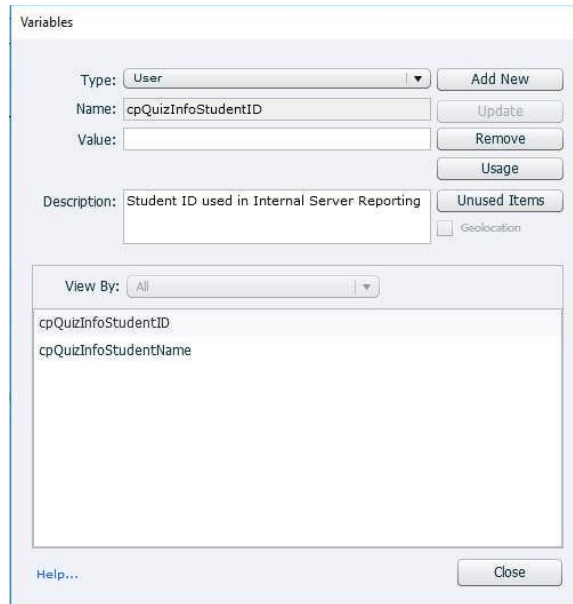 Variables
Type: User Add New
Name: cpQuizInfoStudentID Update
Value: Remove
Usage
Description: Student ID used in Internal Server Reporting Unused Items
Geolocation
View By: All
cpQuizInfoStudentID
cpQuizInfoStudentName
Help... Close